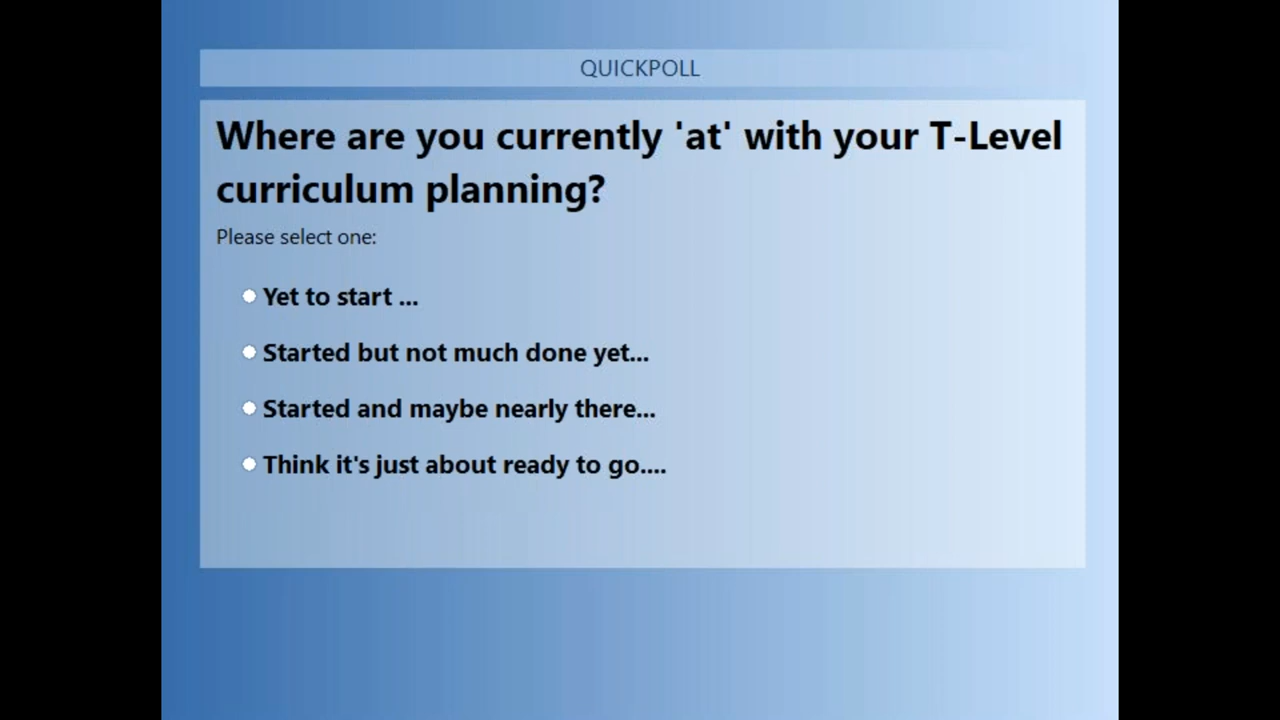 QUICKPOLL
Where are you currently 'at' with your T-Level
curriculum planning?
Please select one:
Yet to start ...
Started but not much done yet...
Started and maybe nearly there...
Think it's just about ready to go....